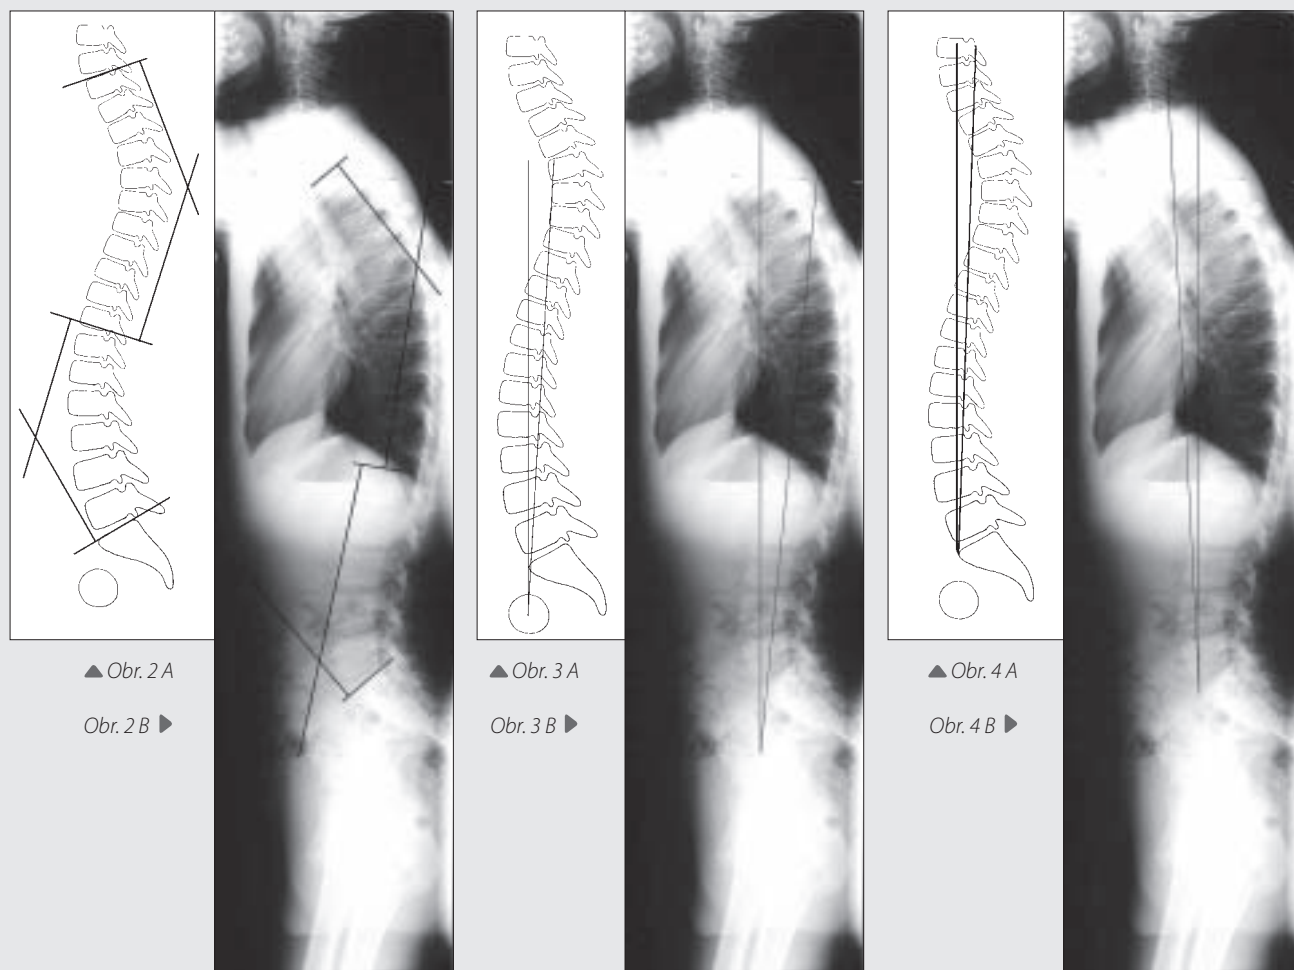 ▲ Obr. 2 A
Obr. 2 B ▶
▲ Obr. 3 A
Obr. 3 B ▶
▲ Obr. 4 A
Obr. 4 B ▶